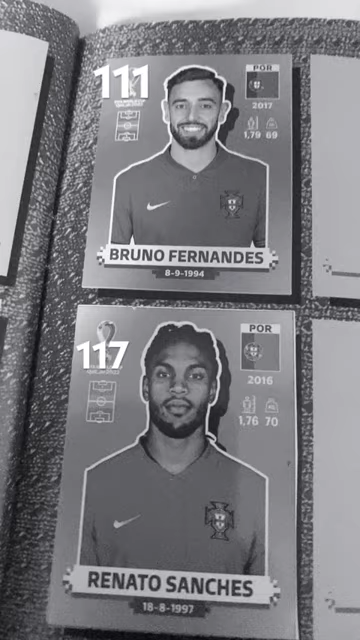 111
POR
2017
1,79 69
BRUNO FERNANDES
8-9-1994
117
POR
2016
1,76 70
RENATO SANCHES
18-8-1997